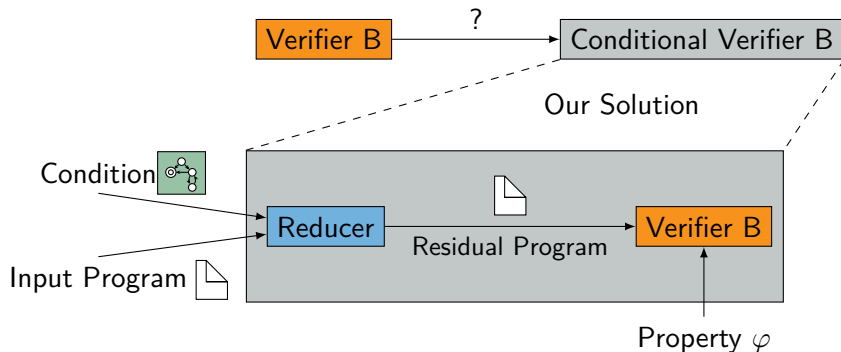 ?
Verifier B
Conditional Verifier B
Our Solution
Condition
Reducer
Verifier B
Residual Program
Input Program
Property φ